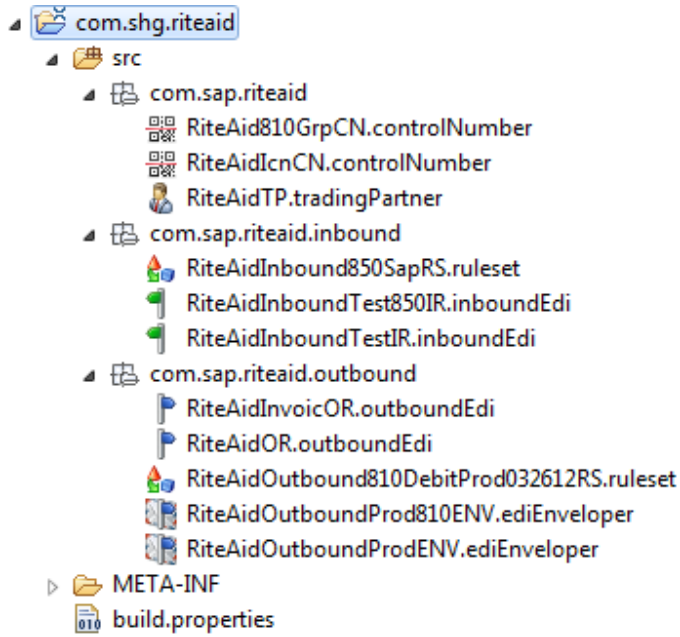 com.shg.riteaid
src
com.sap.riteaid
RiteAid810GrpCN.controlNumber
RiteAidIcnCN.controlNumber
RiteAidTP.tradingPartner
com.sap.riteaid.inbound
RiteAidInbound850SapRS.ruleset
RiteAidInboundTest850IR.inboundEdi
RiteAidInboundTestIR.inboundEdi
com.sap.riteaid.outbound
RiteAidInvoicOR.outboundEdi
RiteAidOR.outboundEdi
RiteAidOutbound810DebitProd032612RS.ruleset
RiteAidOutboundProd810ENV.ediEnveloper
RiteAidOutboundProdENV.ediEnveloper
META-INF
build.properties